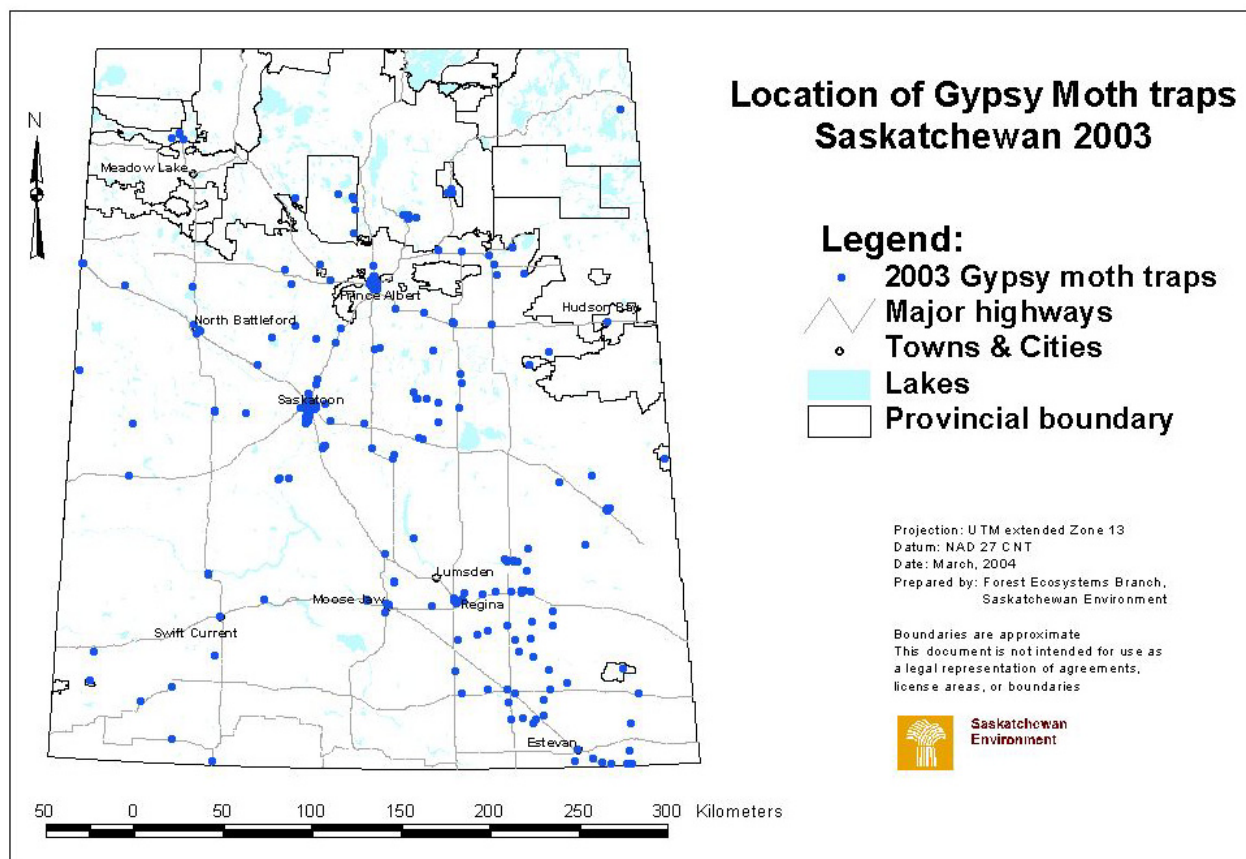 Location of Gypsy Moth traps
Saskatchewan 2003
N
Meadow Lake
Prince Albert
Hudson Bay
North Battleford
Saskatoon
Lumsden
Moose Jaw
Regina
Swift Current
Estevan
Legend:
2003 Gypsy moth traps
Major highways
Towns & Cities
Lakes
Provincial boundary
Projection: UTM extended Zone 13
Datum: NAD 27 CNT
Date: March, 2004
Prepared by: Forest Ecosystems Branch,
Saskatchewan Environment
Boundaries are approximate
This document is not intended for use as
a legal representation of agreements,
license areas, or boundaries
Saskatchewan
Environment
50 0 50 100 150 200 250 300 Kilometers